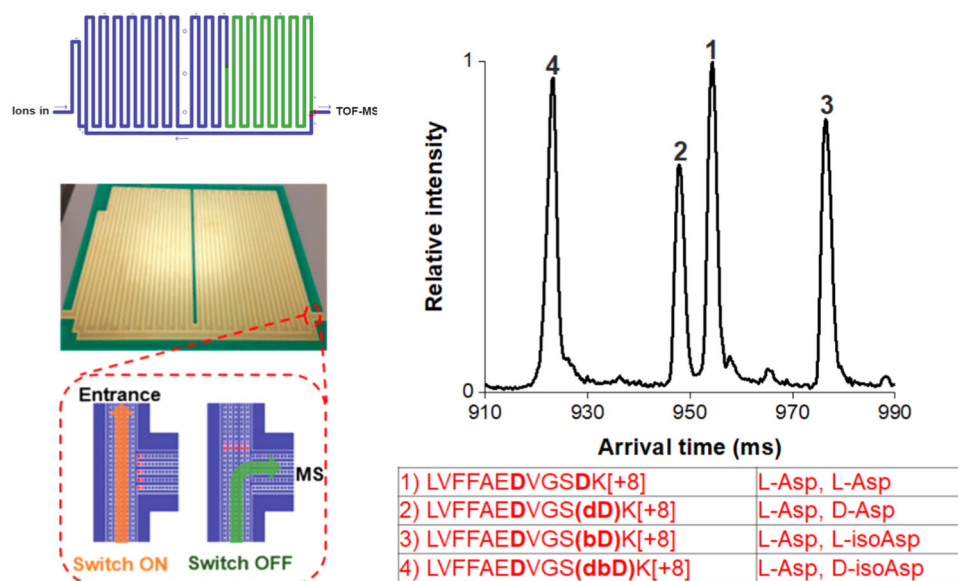 Ions in
TOF-MS
Entrance
MS
Switch ON
Switch OFF
Relative intensity
1
0
4
2
1
3
910
930
950
970
990
Arrival time (ms)
1) LVFFAEDVGSDK[+8] L-Asp, L-Asp
2) LVFFAEDVGS(dD)K[+8] L-Asp, D-Asp
3) LVFFAEDVGS(bD)K[+8] L-Asp, L-isoAsp
4) LVFFAEDVGS(dbD)K[+8] L-Asp, D-isoAsp